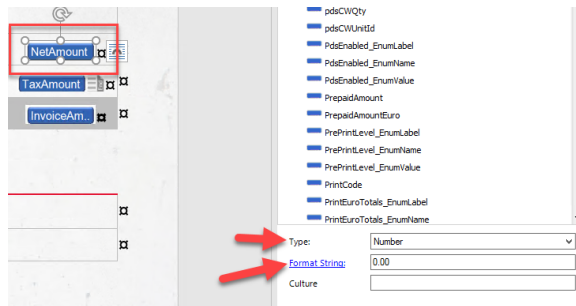 NetAmount ¤
TaxAmount ¤ ¤
InvoiceAm.. ¤ ¤
¤
¤
pdsCWQty
pdsCWUnitId
PdsEnabled_EnumLabel
PdsEnabled_EnumName
PdsEnabled_EnumValue
PrepaidAmount
PrepaidAmountEuro
PrePrintLevel_EnumLabel
PrePrintLevel_EnumName
PrePrintLevel_EnumValue
PrintCode
PrintEuroTotals_EnumLabel
PrintEuroTotals_EnumName
Type: Number
Format String: 0.00
Culture